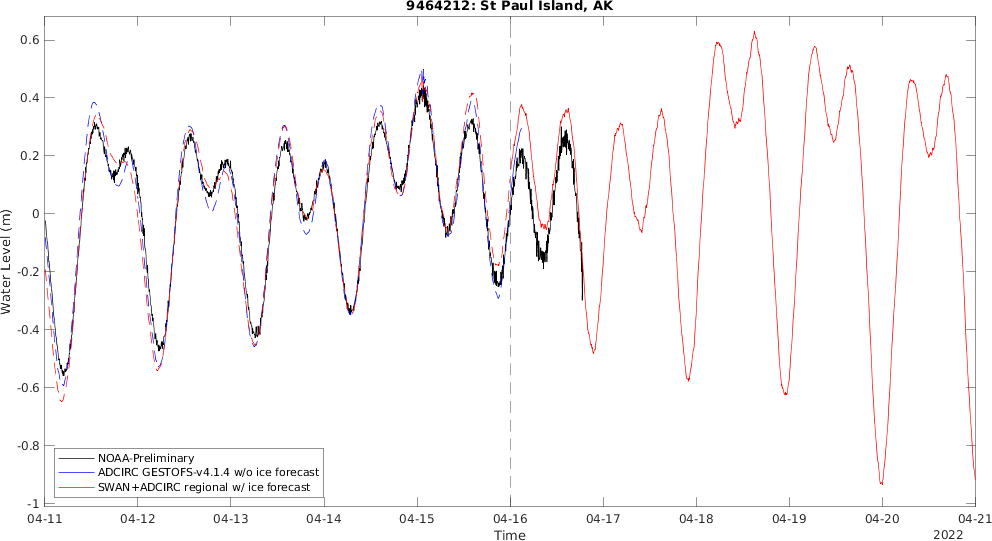 9464212: St Paul Island, AK
0.6
0.4
0.2
0
-0.2
-0.4
-0.6
-0.8
-1
Water Level (m)
NOAA-Preliminary
ADCIRC GESTOFS-v4.1.4 w/o ice forecast
SWAN+ADCIRC regional w/ ice forecast
04-11 04-12 04-13 04-14 04-15 04-16 04-17 04-18 04-19 04-20 04-21
Time
2022